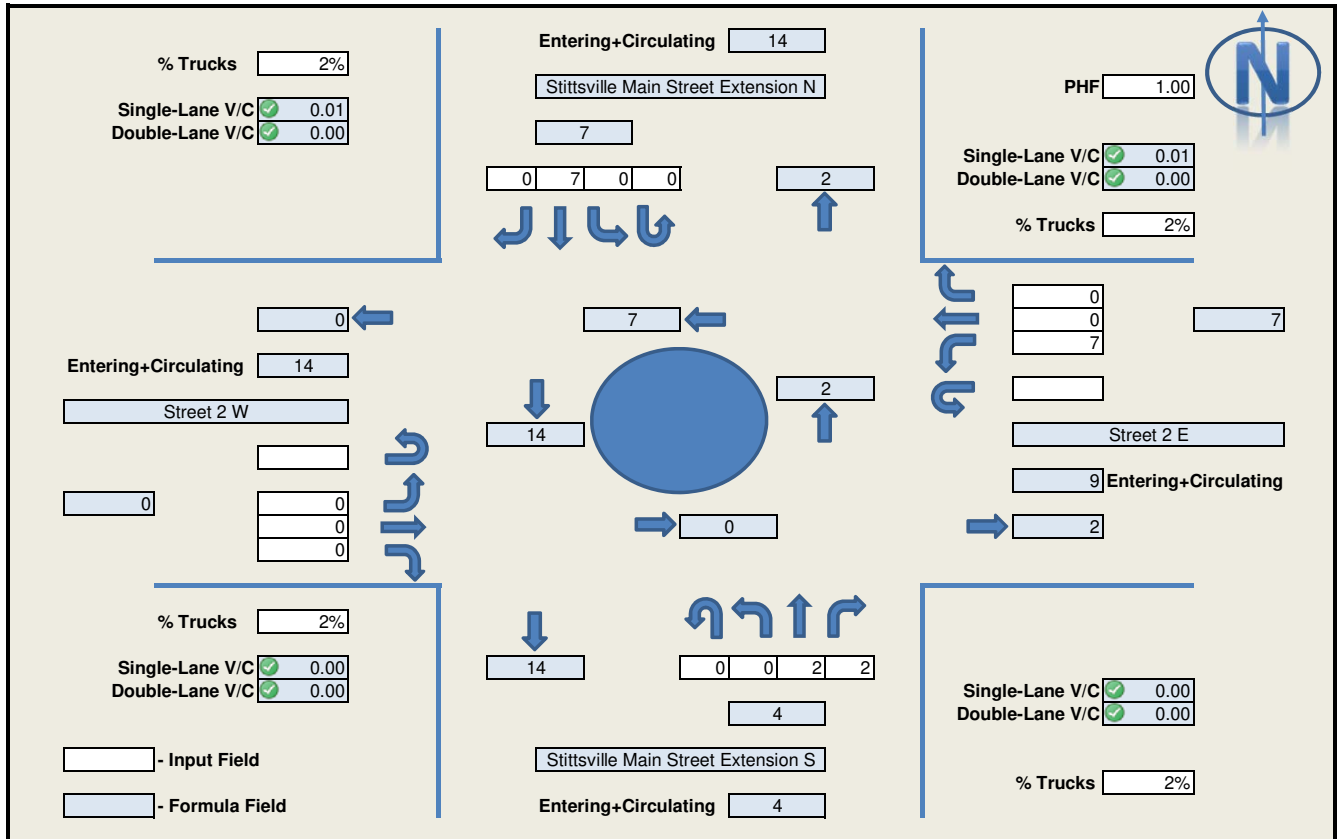 Entering+Circulating 14
% Trucks 2%
Stittsville Main Street Extension N
PHF 1.00
N
Single-Lane V/C 0.01
Double-Lane V/C 0.00
7
Single-Lane V/C 0.01
Double-Lane V/C 0.00
0 7 0 0
2
% Trucks 2%
0
0
7
7
0
7
Entering+Circulating 14
2
Street 2 W
14
Street 2 E
9 Entering+Circulating
0
0
0
0
0
2
% Trucks 2%
14
0 0 2 2
Single-Lane V/C 0.00
Double-Lane V/C 0.00
Single-Lane V/C 0.00
Double-Lane V/C 0.00
4
- Input Field
Stittsville Main Street Extension S
% Trucks 2%
- Formula Field
Entering+Circulating 4